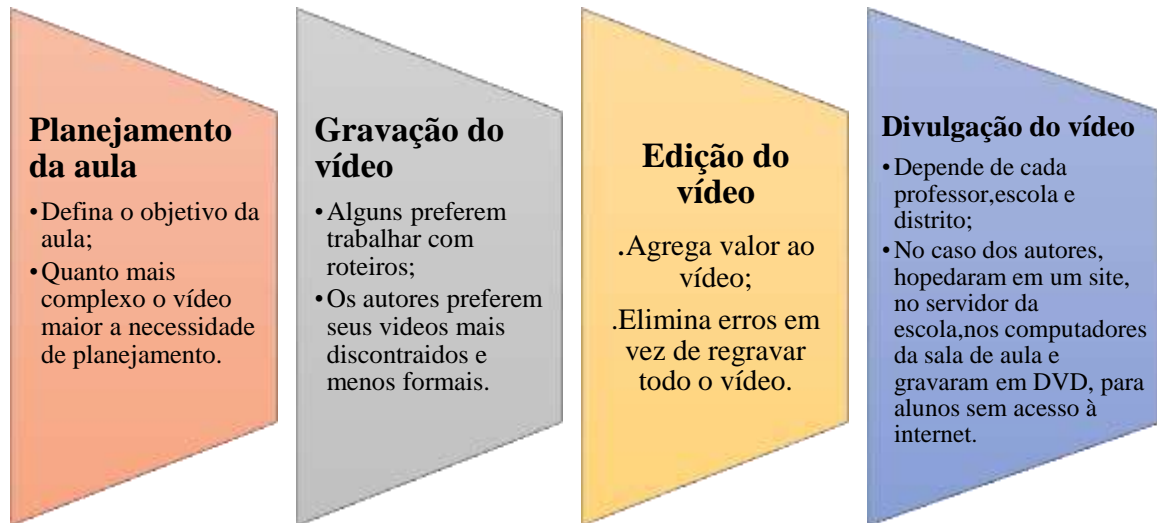 Planejamento
da aula
•Defina o objetivo da
aula;
•Quanto mais
complexo o vídeo
maior a necessidade
de planejamento.
Gravação do
vídeo
•Alguns preferem
trabalhar com
roteiros;
•Os autores preferem
seus videos mais
discontraidos e
menos formais.
Edição do
vídeo
.Agrega valor ao
vídeo;
.Elimina erros em
vez de regravar
todo o vídeo.
Divulgação do vídeo
•Depende de cada
professor,escola e
distrito;
•No caso dos autores,
hopedaram em um site,
no servidor da
escola,nos computadores
da sala de aula e
gravaram em DVD, para
alunos sem acesso à
internet.